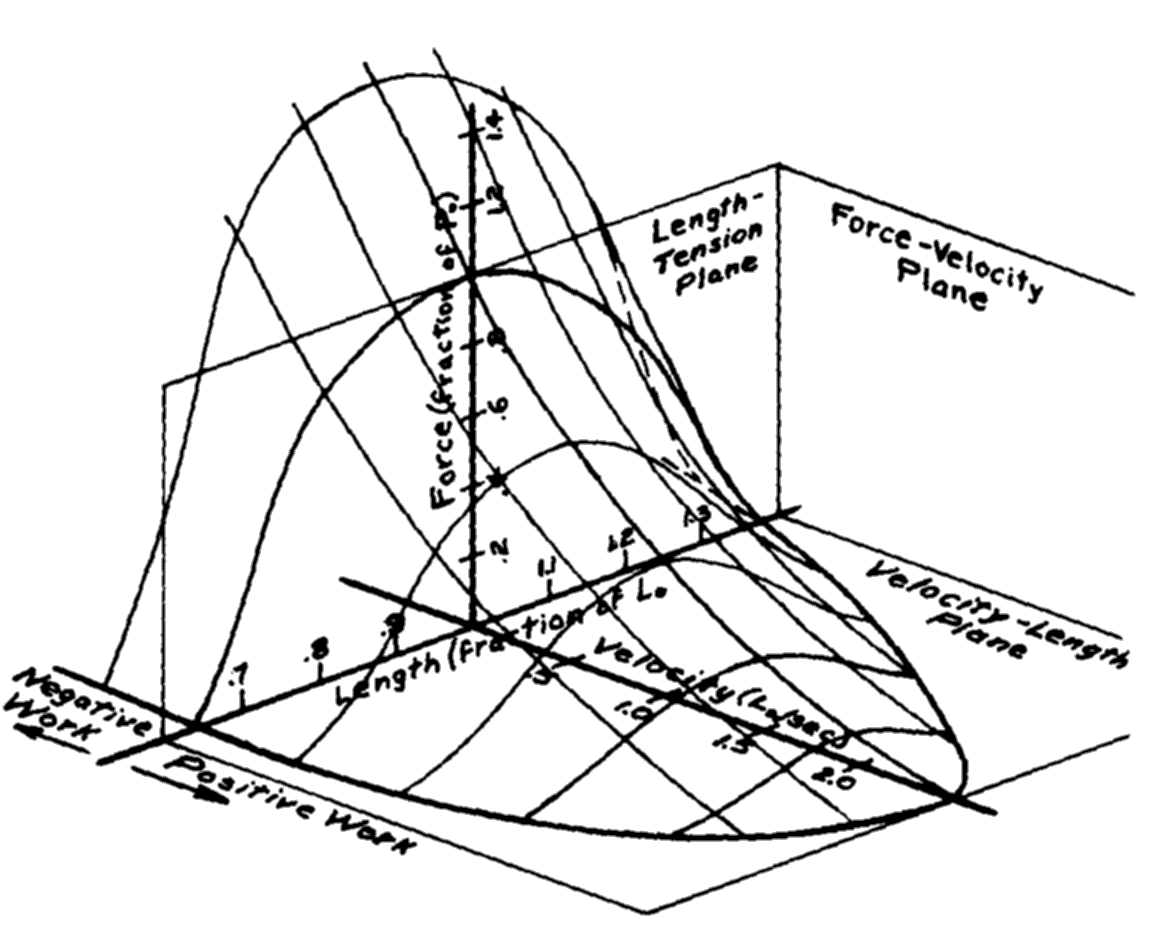 1.4
1.2
.8
.6
.2
Force (fraction of P₀)
Length-
Tension
Plane
Force-Velocity
Plane
Velocity-Length
Plane
.7
.8
.9
1.1
1.2
1.3
Length (fraction of L₀
Velocity (L₀/sec)
.5
1.0
1.5
2.0
Negative
Work
Positive Work